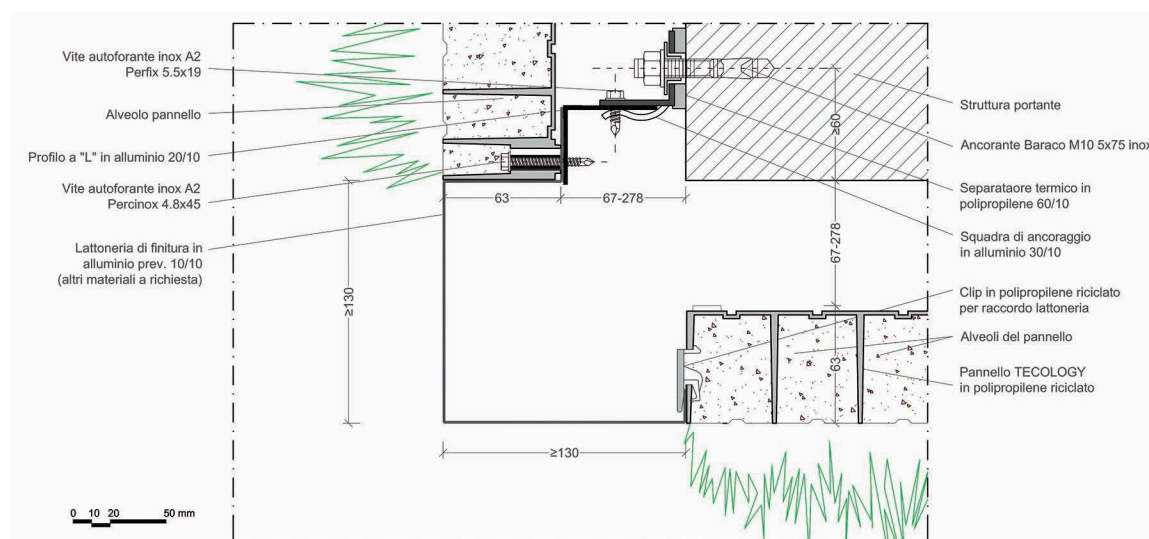 Vite autoforante inox A2
Perfix 5.5x19
Alveolo pannello
Profilo a "L" in alluminio 20/10
Vite autoforante inox A2
Percinox 4.8x45
Lattoneria di finitura in
alluminio prev. 10/10
(altri materiali a richiesta)
63
67-278
≥130
≥130
≥60
67-278
63
Struttura portante
Ancorante Baraco M10 5x75 inox
Separataore termico in
polipropilene 60/10
Squadra di ancoraggio
in alluminio 30/10
Clip in polipropilene riciclato
per raccordo lattoneria
Alveoli del pannello
Pannello TECOLOGY
in polipropilene riciclato
0 10 20 50 mm